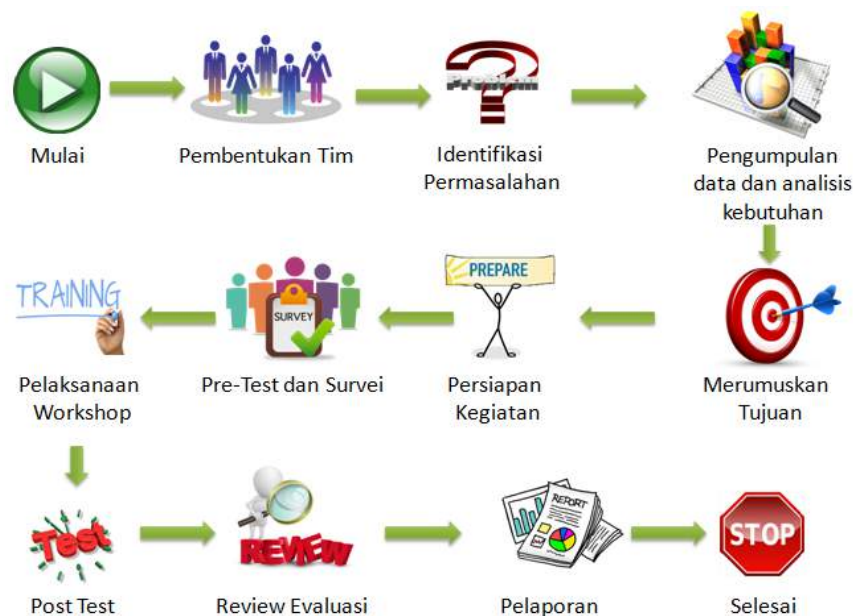 Problem
Mulai
Pembentukan Tim
Identifikasi
Permasalahan
Pengumpulan
data dan analisis
kebutuhan
TRAINING
SURVEY
PREPARE
Pelaksanaan
Workshop
Pre-Test dan Survei
Persiapan
Kegiatan
Merumuskan
Tujuan
Test
REVIEW
REPORT
STOP
Post Test
Review Evaluasi
Pelaporan
Selesai